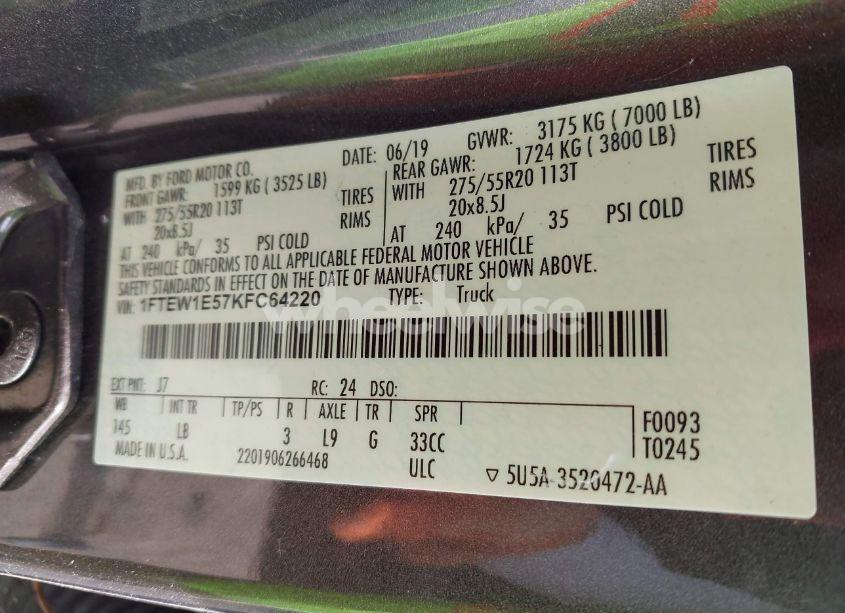 MFD. BY FORD MOTOR CO.
DATE: 06/19 GVWR: 3175 KG ( 7000 LB)
FRONT GAWR: 1599 KG ( 3525 LB)
REAR GAWR: 1724 KG ( 3800 LB)
WITH 275/55R20 113T TIRES
WITH 275/55R20 113T TIRES
20x8.5J RIMS
20x8.5J RIMS
AT 240 kPa/ 35 PSI COLD
AT 240 kPa/ 35 PSI COLD
THIS VEHICLE CONFORMS TO ALL APPLICABLE FEDERAL MOTOR VEHICLE
SAFETY STANDARDS IN EFFECT ON THE DATE OF MANUFACTURE SHOWN ABOVE.
VIN: 1FTEW1E57KFC64220 TYPE: Truck
wheelwise
EXT PNT: J7 RC: 24 DSO:
WB INT TR TP/PS R AXLE TR SPR
145 LB 3 L9 G 33CC
F0093
T0245
MADE IN U.S.A. 2201906266468 ULC
▽ 5U5A-3520472-AA